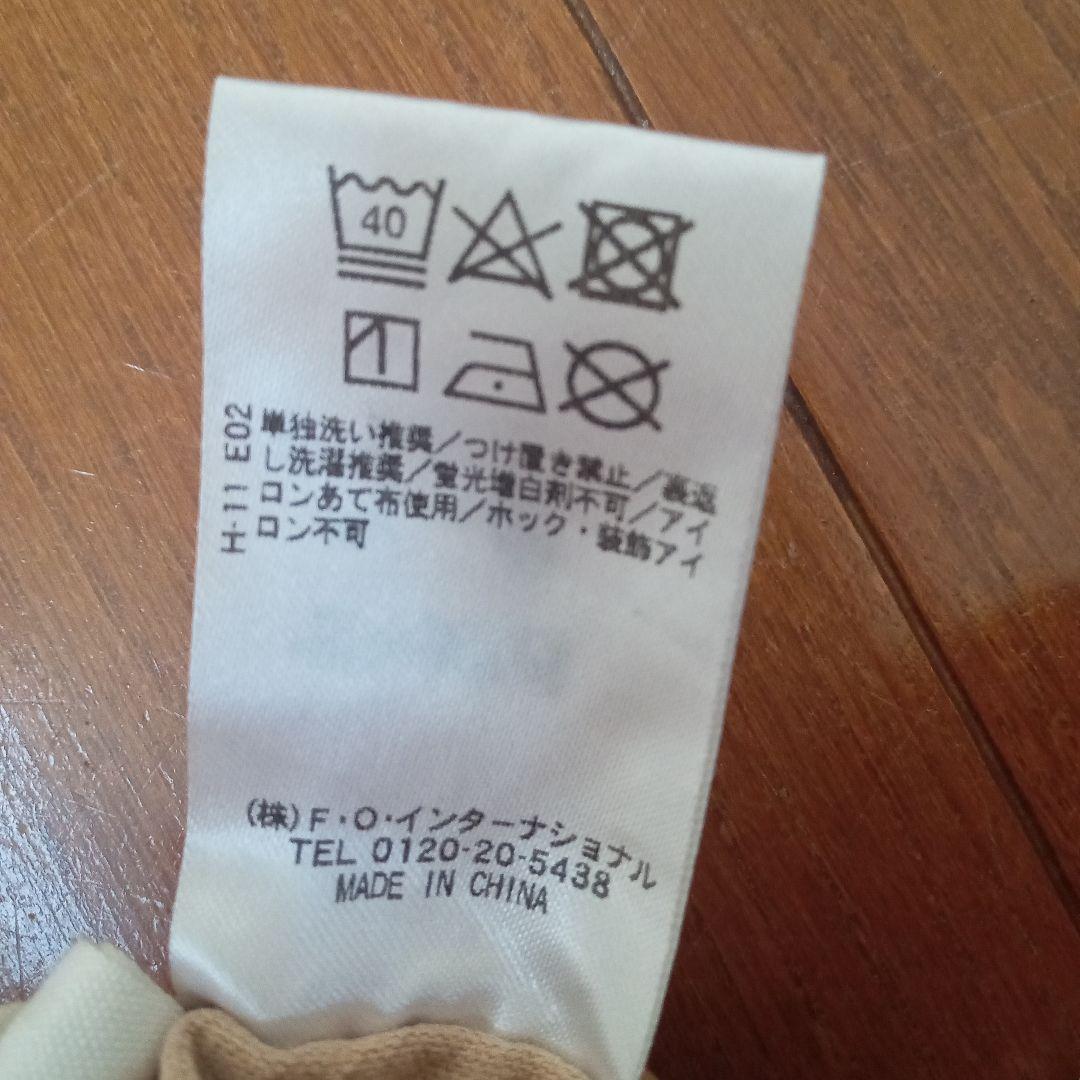 40
単独洗い推奨／つけ置き禁止／裏返
し洗濯推奨／蛍光増白剤不可／アイ
ロンあて布使用／ホック・装飾アイ
ロン不可
H-11 E02
(株)F・O・インターナショナル
TEL 0120-20-5438
MADE IN CHINA